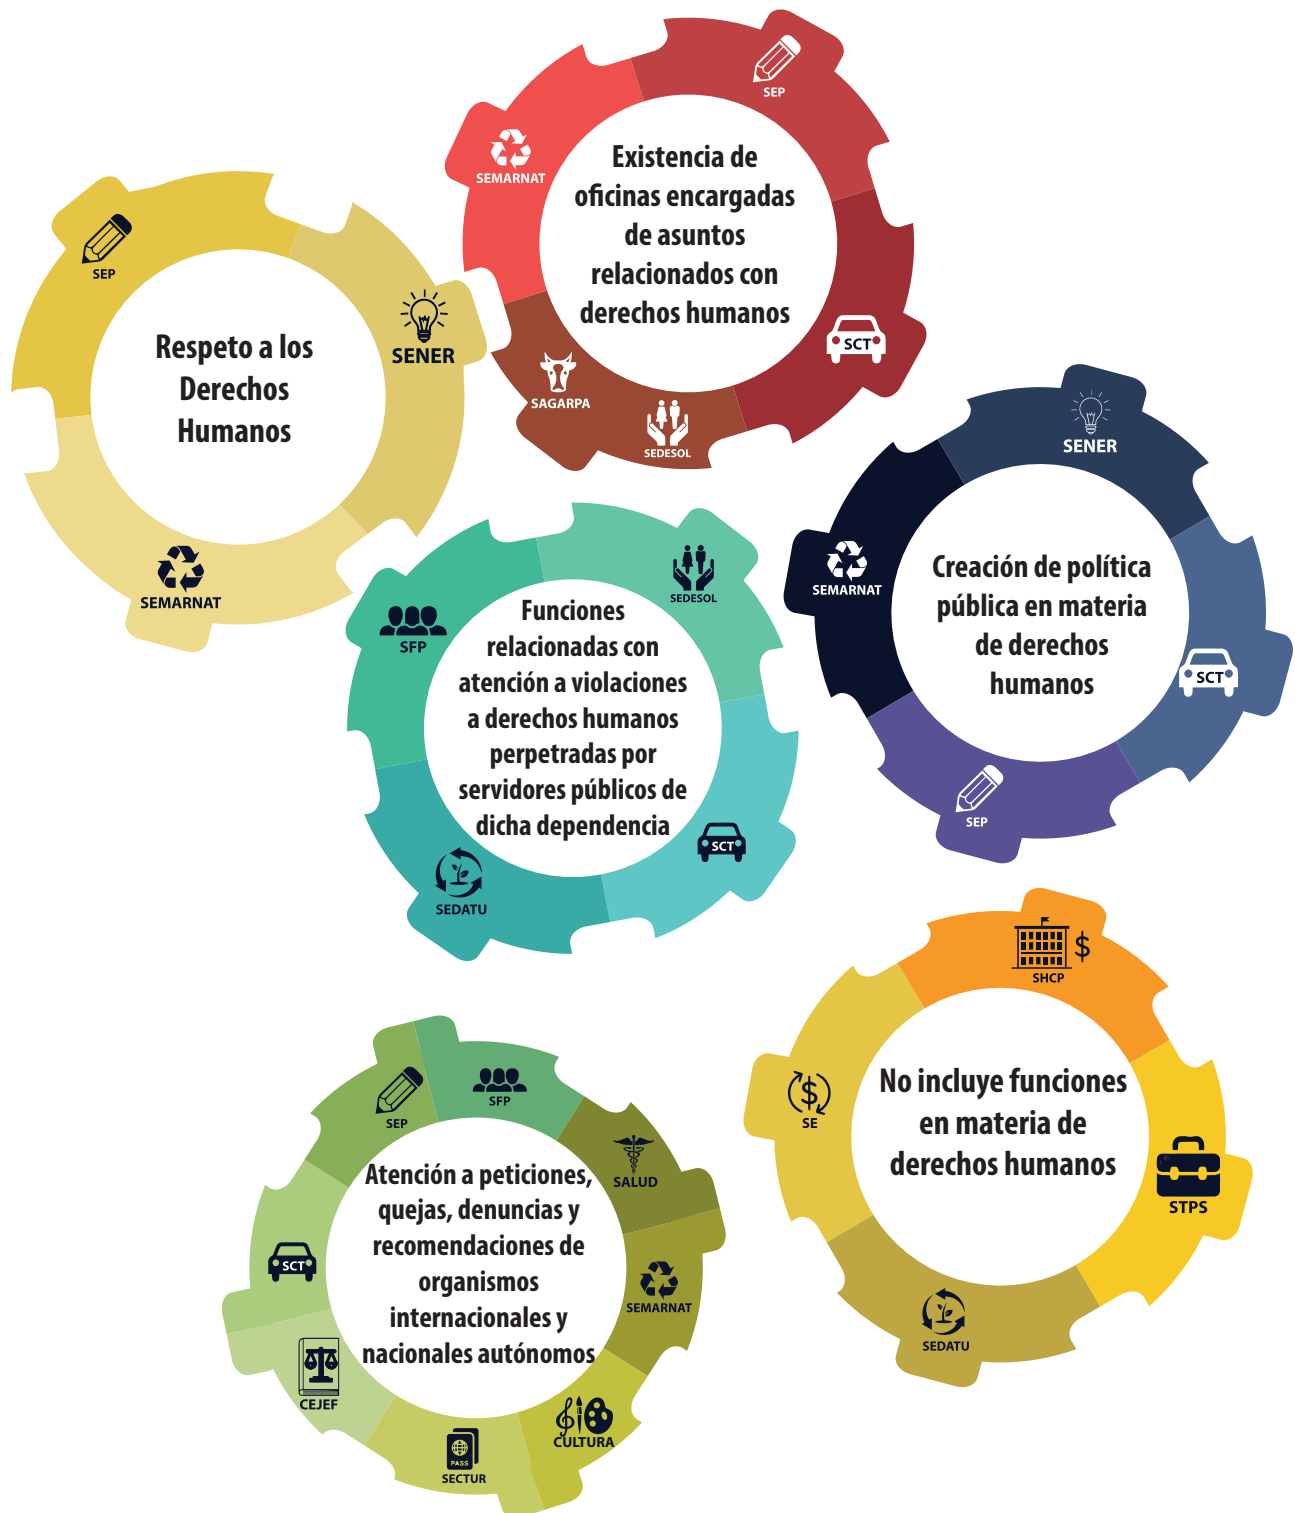 SEP
SEMARNAT
Existencia de
oficinas encargadas
de asuntos
relacionados con
derechos humanos
SCT
SAGARPA
SEDESOL
SEP
SENER
Respeto a los
Derechos
Humanos
SEMARNAT
SENER
SEMARNAT
Creación de política
pública en materia
de derechos
humanos
SCT
SEP
SEDESOL
SFP
Funciones
relacionadas con
atención a violaciones
a derechos humanos
perpetradas por
servidores públicos de
dicha dependencia
SCT
SEDATU
$
SHCP
$
SE
No incluye funciones
en materia de
derechos humanos
STPS
SEDATU
SFP
SEP
SALUD
Atención a peticiones,
quejas, denuncias y
recomendaciones de
organismos
internacionales y
nacionales autónomos
SCT
SEMARNAT
CEJEF
CULTURA
PASS
SECTUR